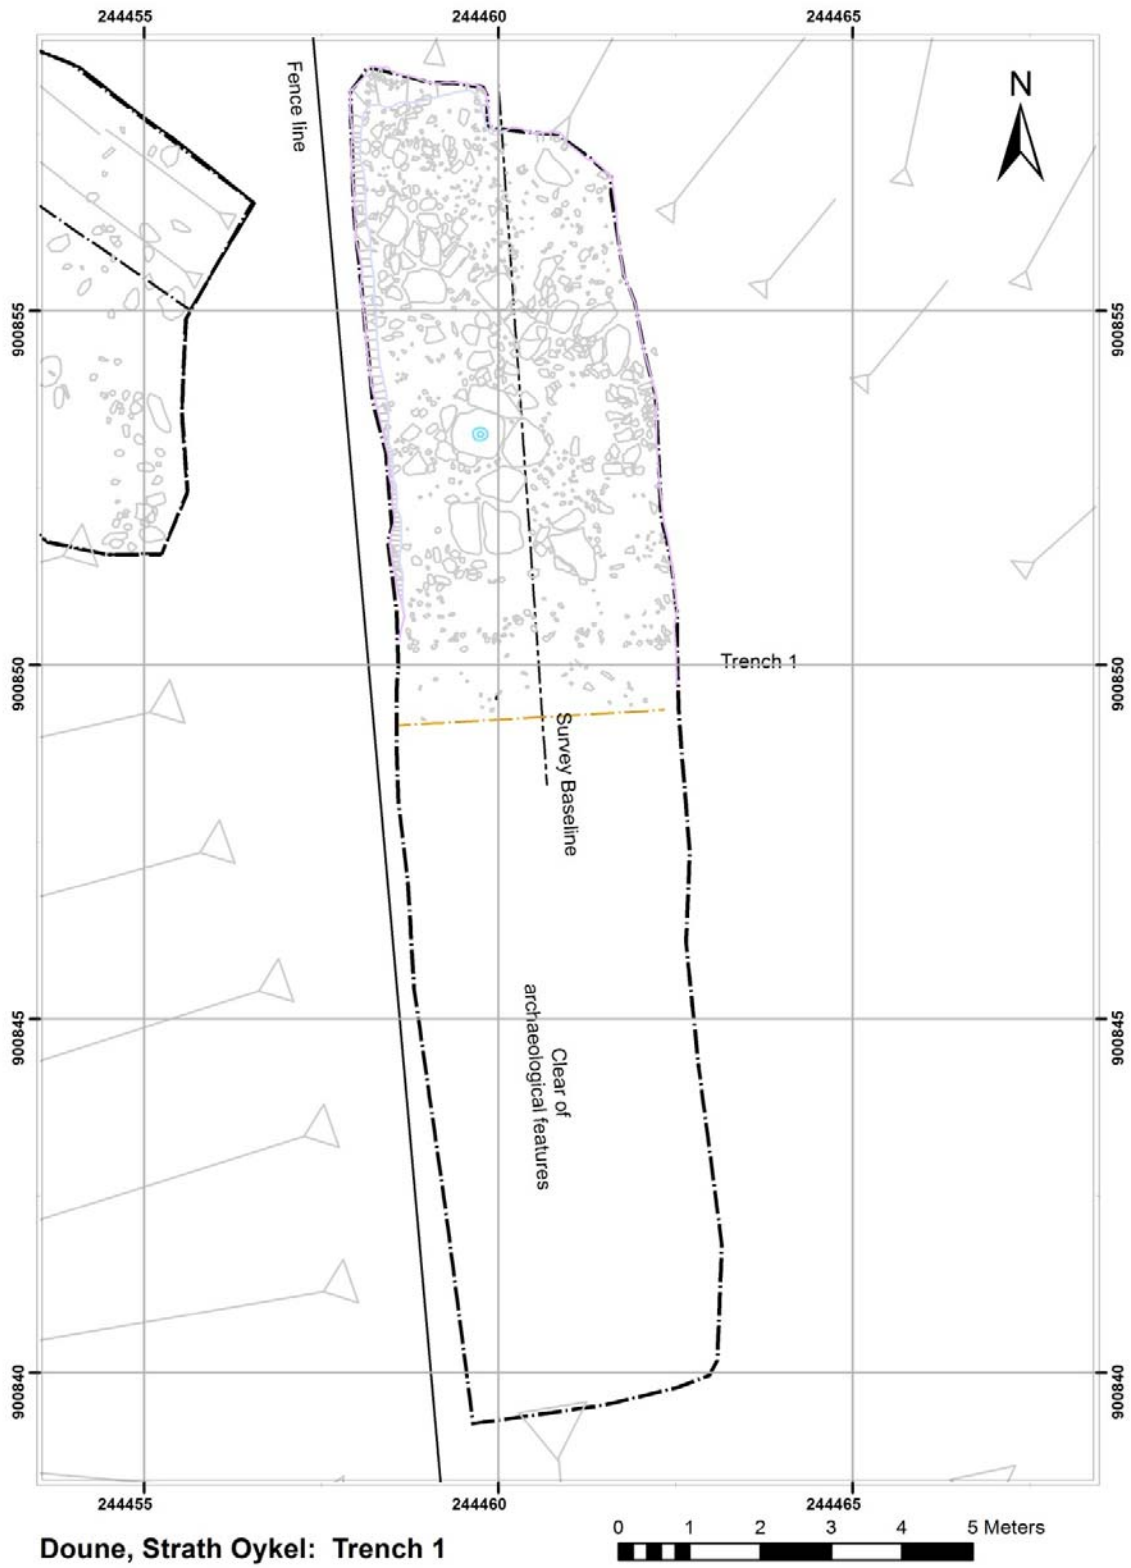 244455 244460 244465
Fence line
N
900855 900855
900850 Trench 1 900850
Survey Baseline
900845 900845
Clear of
archaeological features
900840 900840
244455 244460 244465
0 1 2 3 4 5 Meters
Doune, Strath Oykel: Trench 1